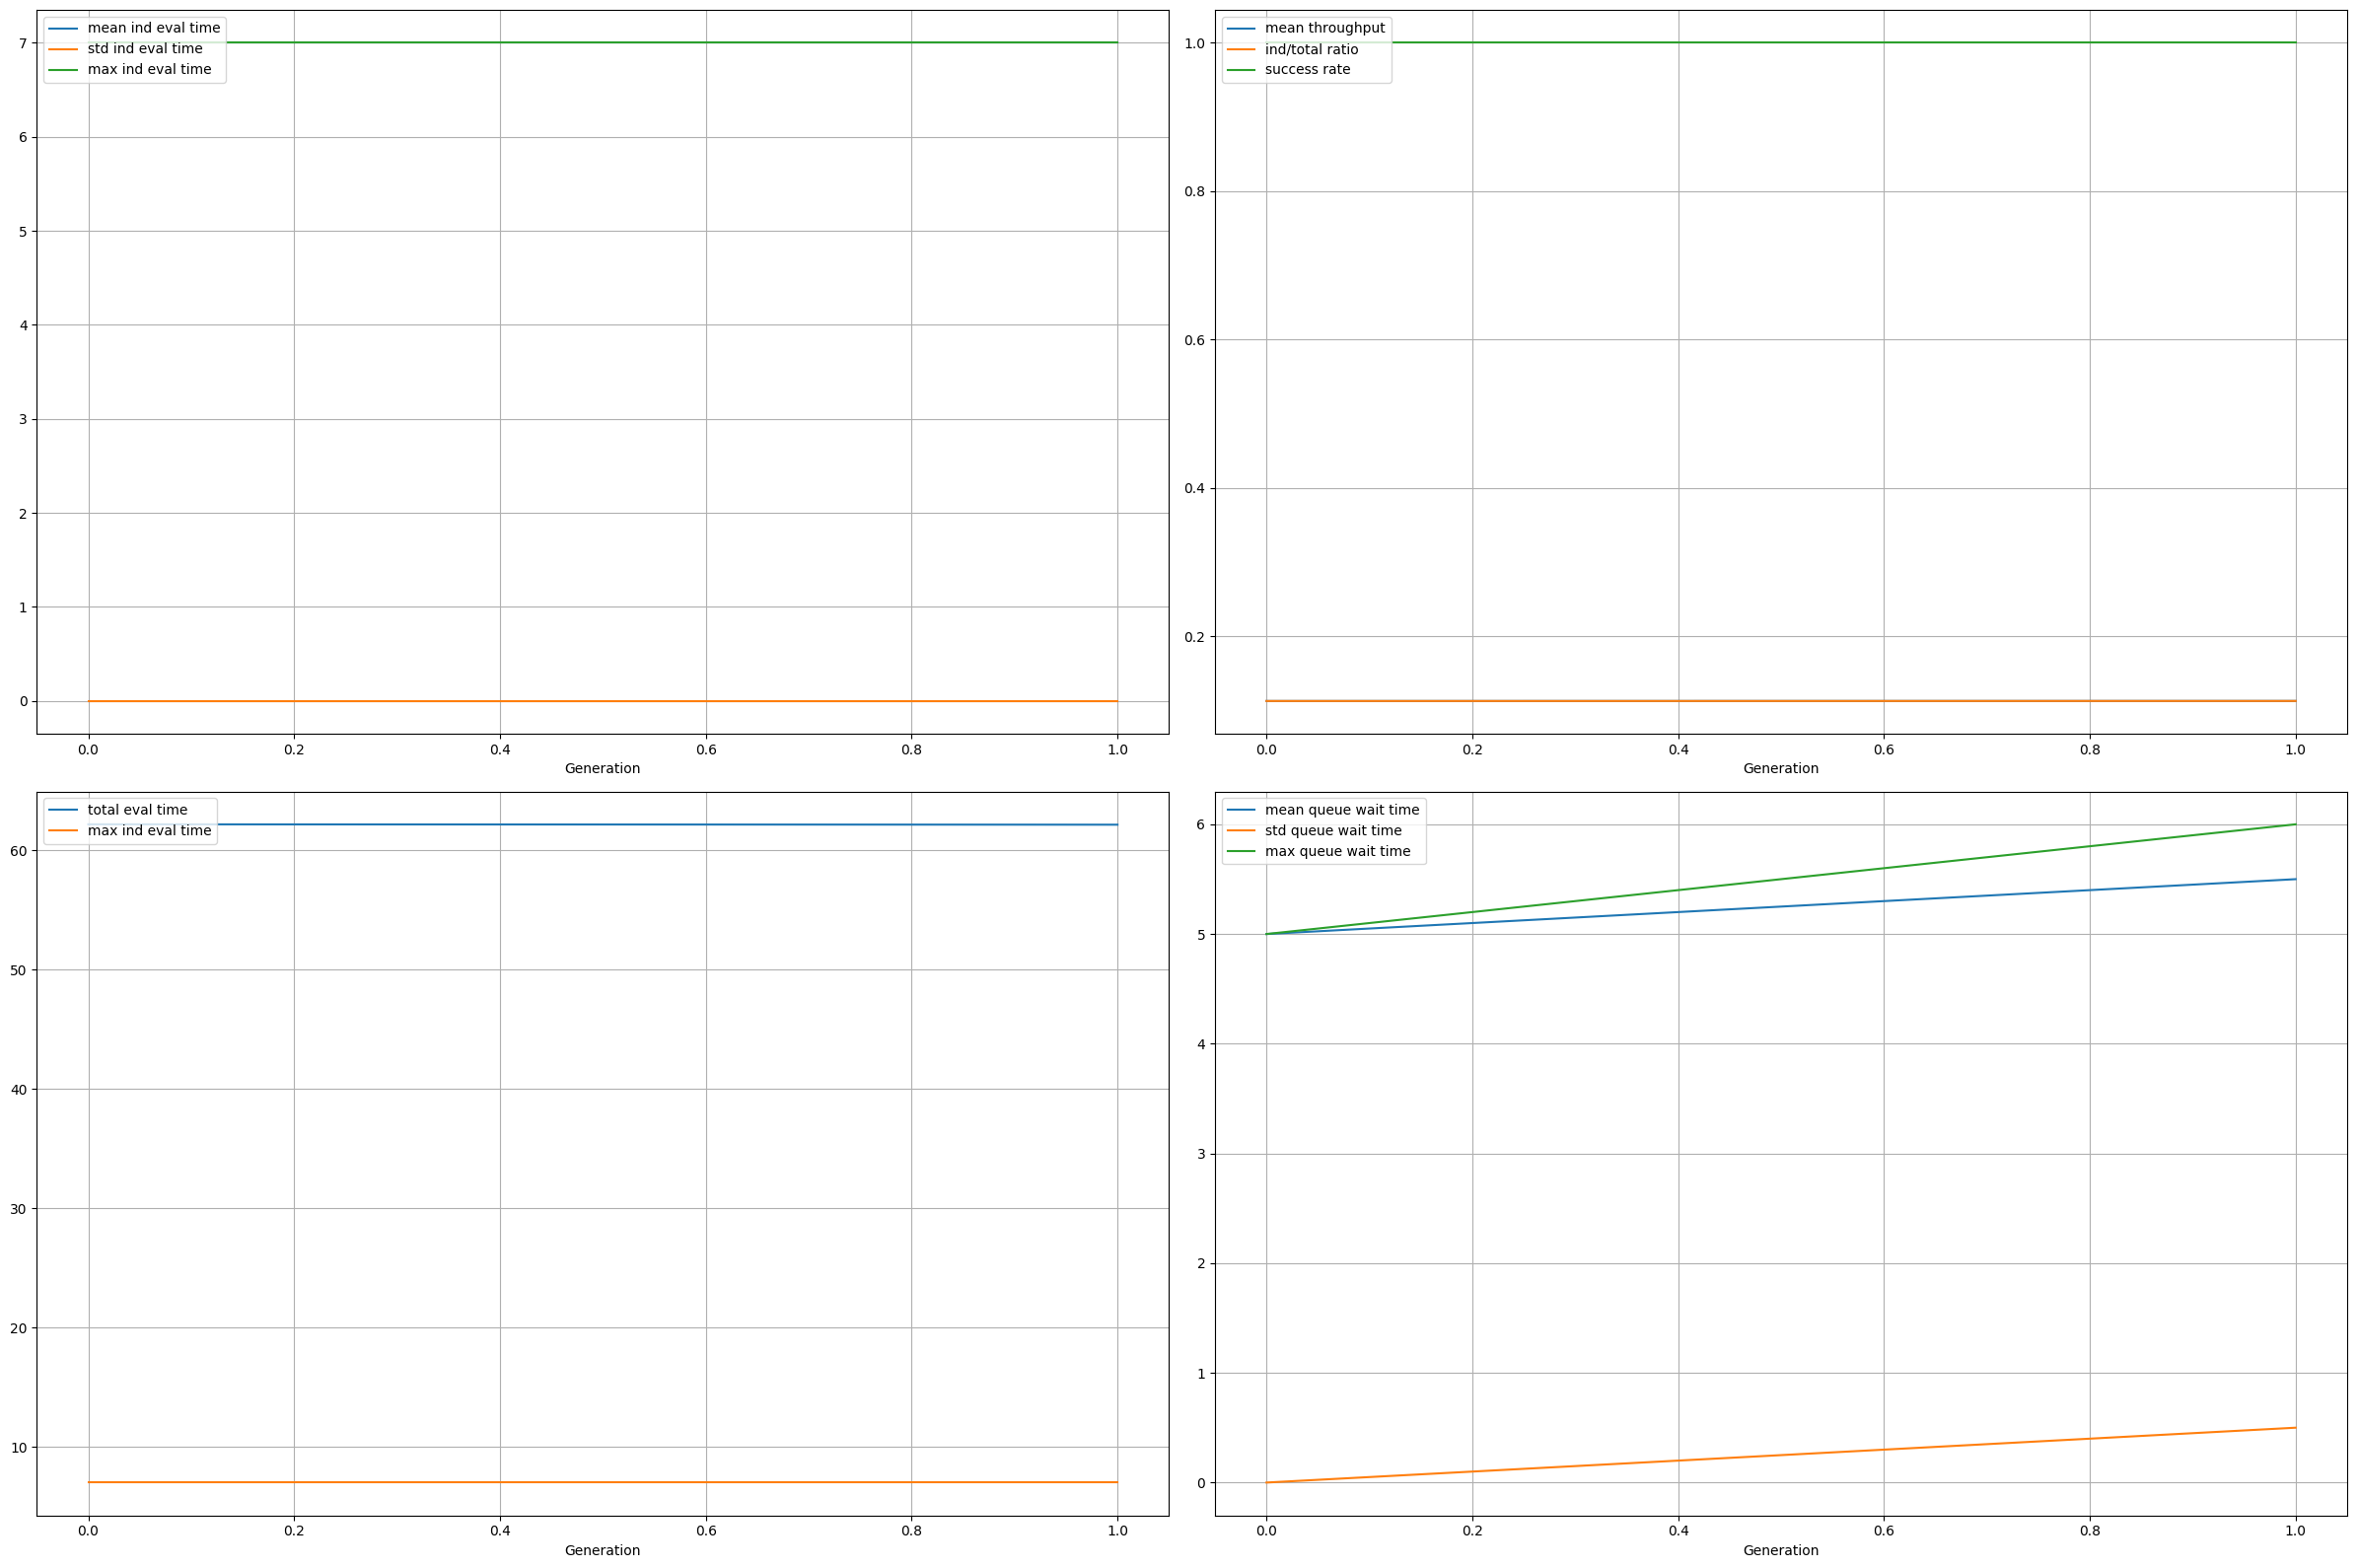 mean ind eval time
std ind eval time
max ind eval time
7
6
5
4
3
2
1
0
0.0 0.2 0.4 0.6 0.8 1.0
Generation
mean throughput
ind/total ratio
success rate
1.0
0.8
0.6
0.4
0.2
0.0 0.2 0.4 0.6 0.8 1.0
Generation
total eval time
max ind eval time
60
50
40
30
20
10
0.0 0.2 0.4 0.6 0.8 1.0
Generation
mean queue wait time
std queue wait time
max queue wait time
6
5
4
3
2
1
0
0.0 0.2 0.4 0.6 0.8 1.0
Generation